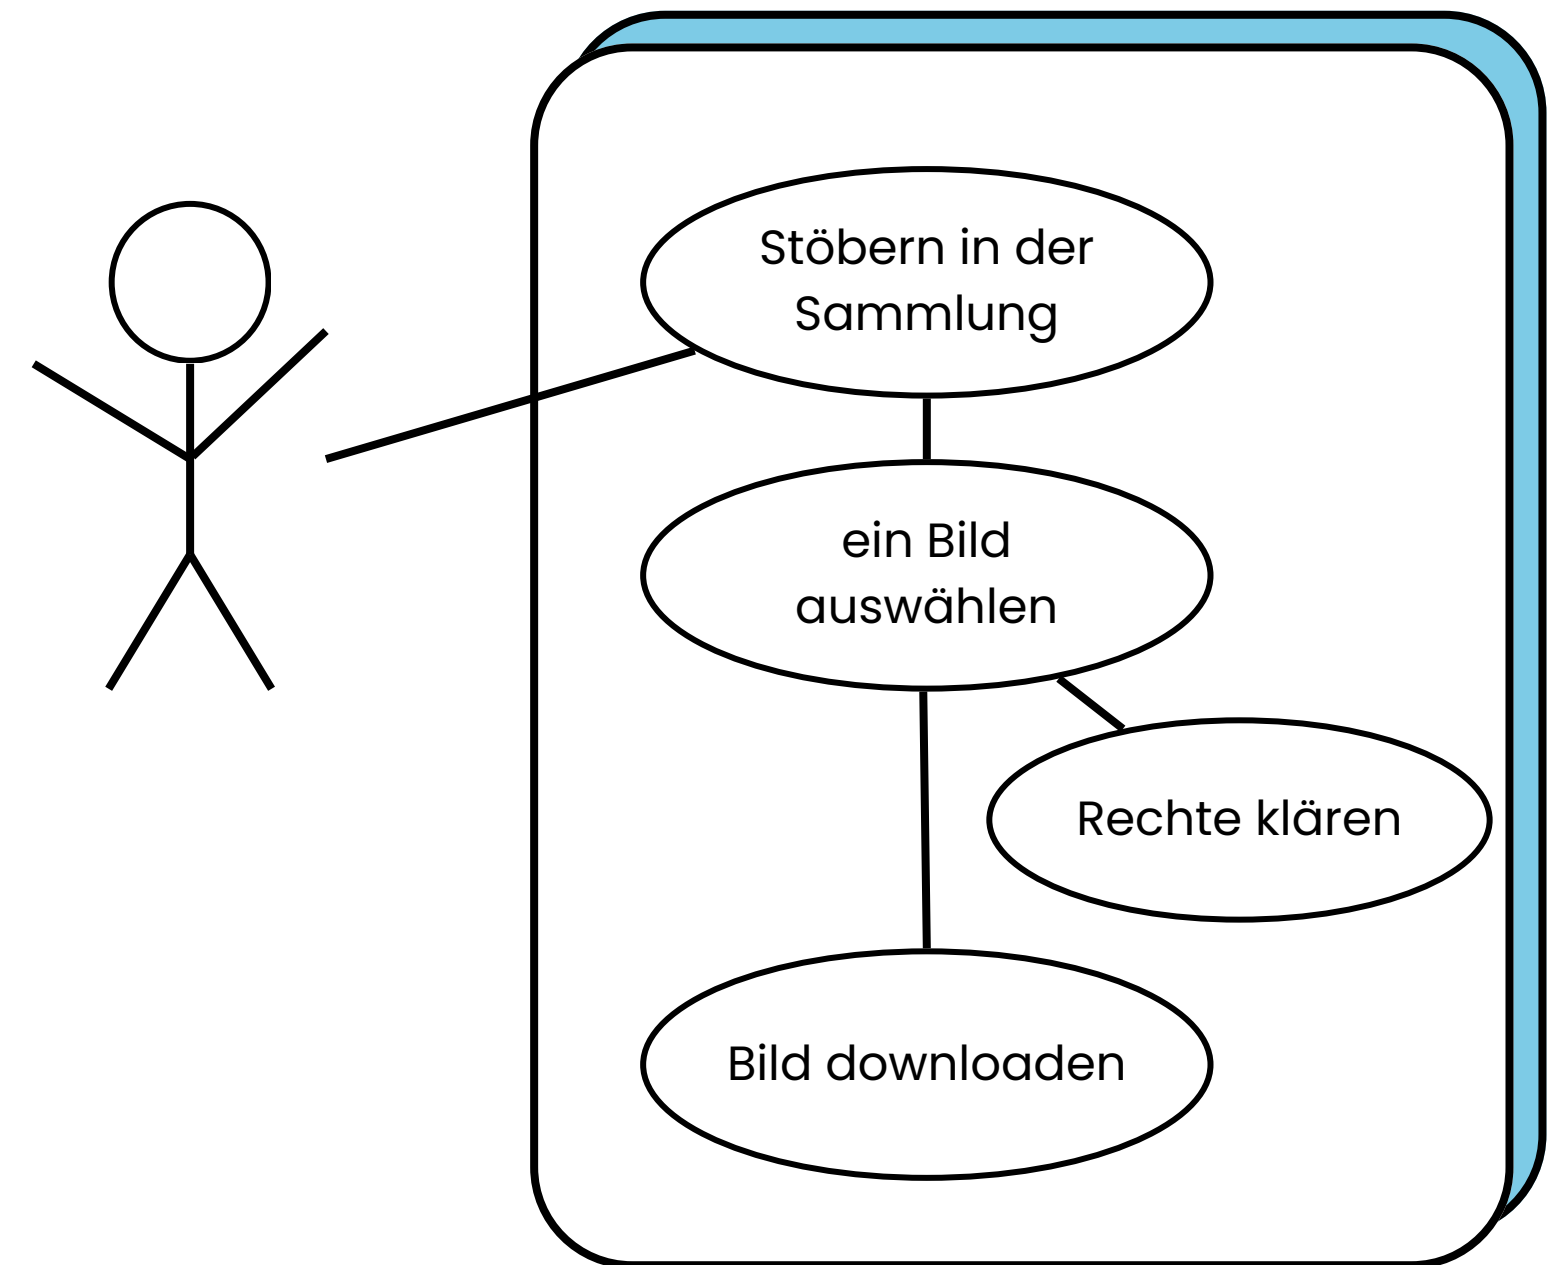 Stöbern in der
Sammlung
ein Bild
auswählen
Rechte klären
Bild downloaden